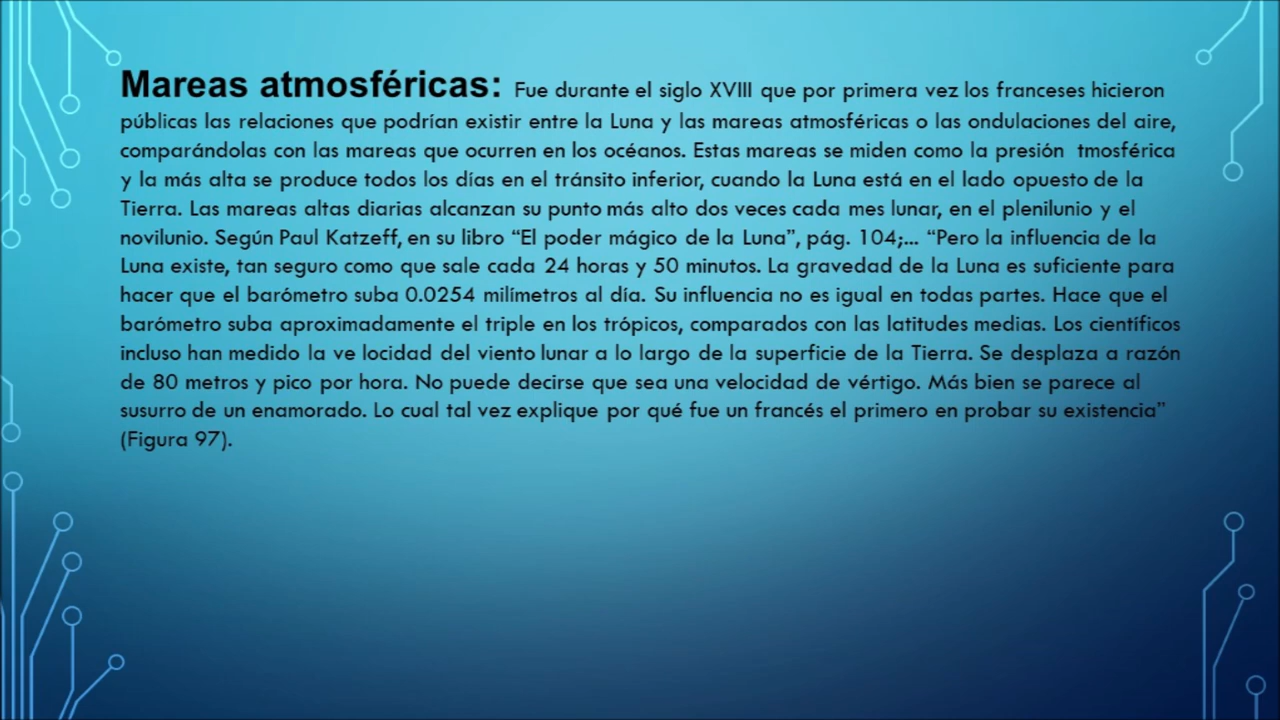 Mareas atmosféricas: Fue durante el siglo XVIII que por primera vez los franceses hicieron
públicas las relaciones que podrían existir entre la Luna y las mareas atmosféricas o las ondulaciones del aire,
comparándolas con las mareas que ocurren en los océanos. Estas mareas se miden como la presión tmosférica
y la más alta se produce todos los días en el tránsito inferior, cuando la Luna está en el lado opuesto de la
Tierra. Las mareas altas diarias alcanzan su punto más alto dos veces cada mes lunar, en el plenilunio y el
novilunio. Según Paul Katzeff, en su libro “El poder mágico de la Luna”, pág. 104;... “Pero la influencia de la
Luna existe, tan seguro como que sale cada 24 horas y 50 minutos. La gravedad de la Luna es suficiente para
hacer que el barómetro suba 0.0254 milímetros al día. Su influencia no es igual en todas partes. Hace que el
barómetro suba aproximadamente el triple en los trópicos, comparados con las latitudes medias. Los científicos
incluso han medido la ve locidad del viento lunar a lo largo de la superficie de la Tierra. Se desplaza a razón
de 80 metros y pico por hora. No puede decirse que sea una velocidad de vértigo. Más bien se parece al
susurro de un enamorado. Lo cual tal vez explique por qué fue un francés el primero en probar su existencia”
(Figura 97).